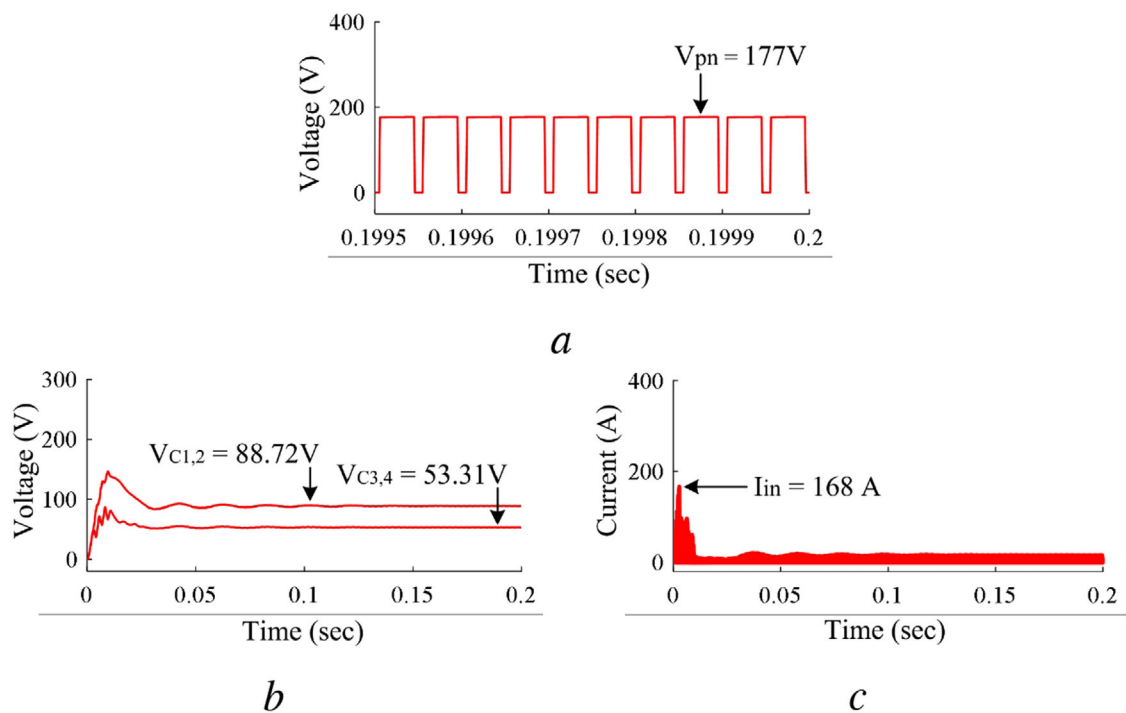 400
Vpn = 177V
Voltage (V)
200
0
0.1995 0.1996 0.1997 0.1998 0.1999 0.2
Time (sec)
a
300
Voltage (V)
200
VC1,2 = 88.72V
VC3,4 = 53.31V
100
0
0 0.05 0.1 0.15 0.2
Time (sec)
b
400
Current (A)
200
Iin = 168 A
0
0 0.05 0.1 0.15 0.2
Time (sec)
c